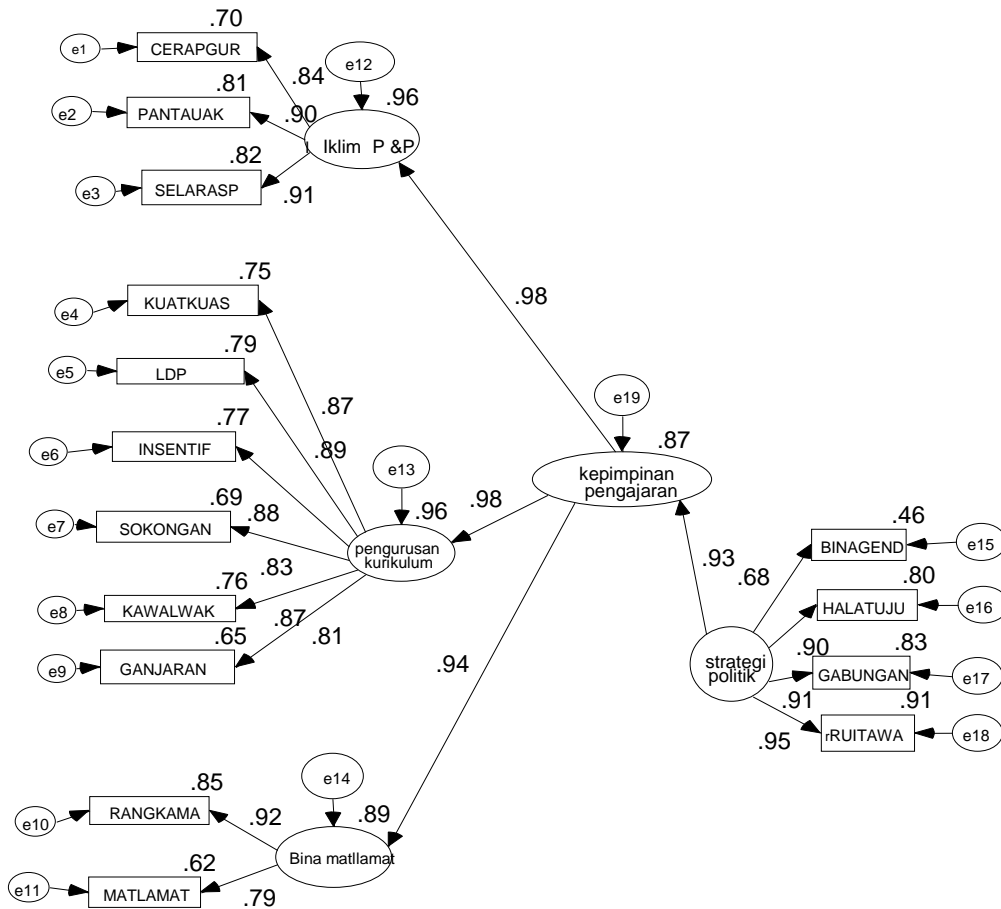 .70
e1
CERAPGUR
.84
e12
.96
.81
e2
PANTAUAK
.90
Iklim P &P
.82
e3
SELARASP
.91
.75
e4
KUATKUAS
.98
.79
e5
LDP
.87
e19
.77
e6
INSENTIF
.89
e13
.87
kepimpinan
pengajaran
.69
e7
SOKONGAN
.88
.96
.98
pengurusan
kurikulum
.46
BINAGEND
e15
.93
.68
.83
.76
e8
KAWALWAK
.80
HALATUJU
e16
.87
.81
.65
e9
GANJARAN
.94
strategi
politik
.90
.83
GABUNGAN
e17
.91
.91
.95
rRUITAWA
e18
e14
.85
e10
RANGKAMA
.92
.89
Bina matllamat
.62
e11
MATLAMAT
.79